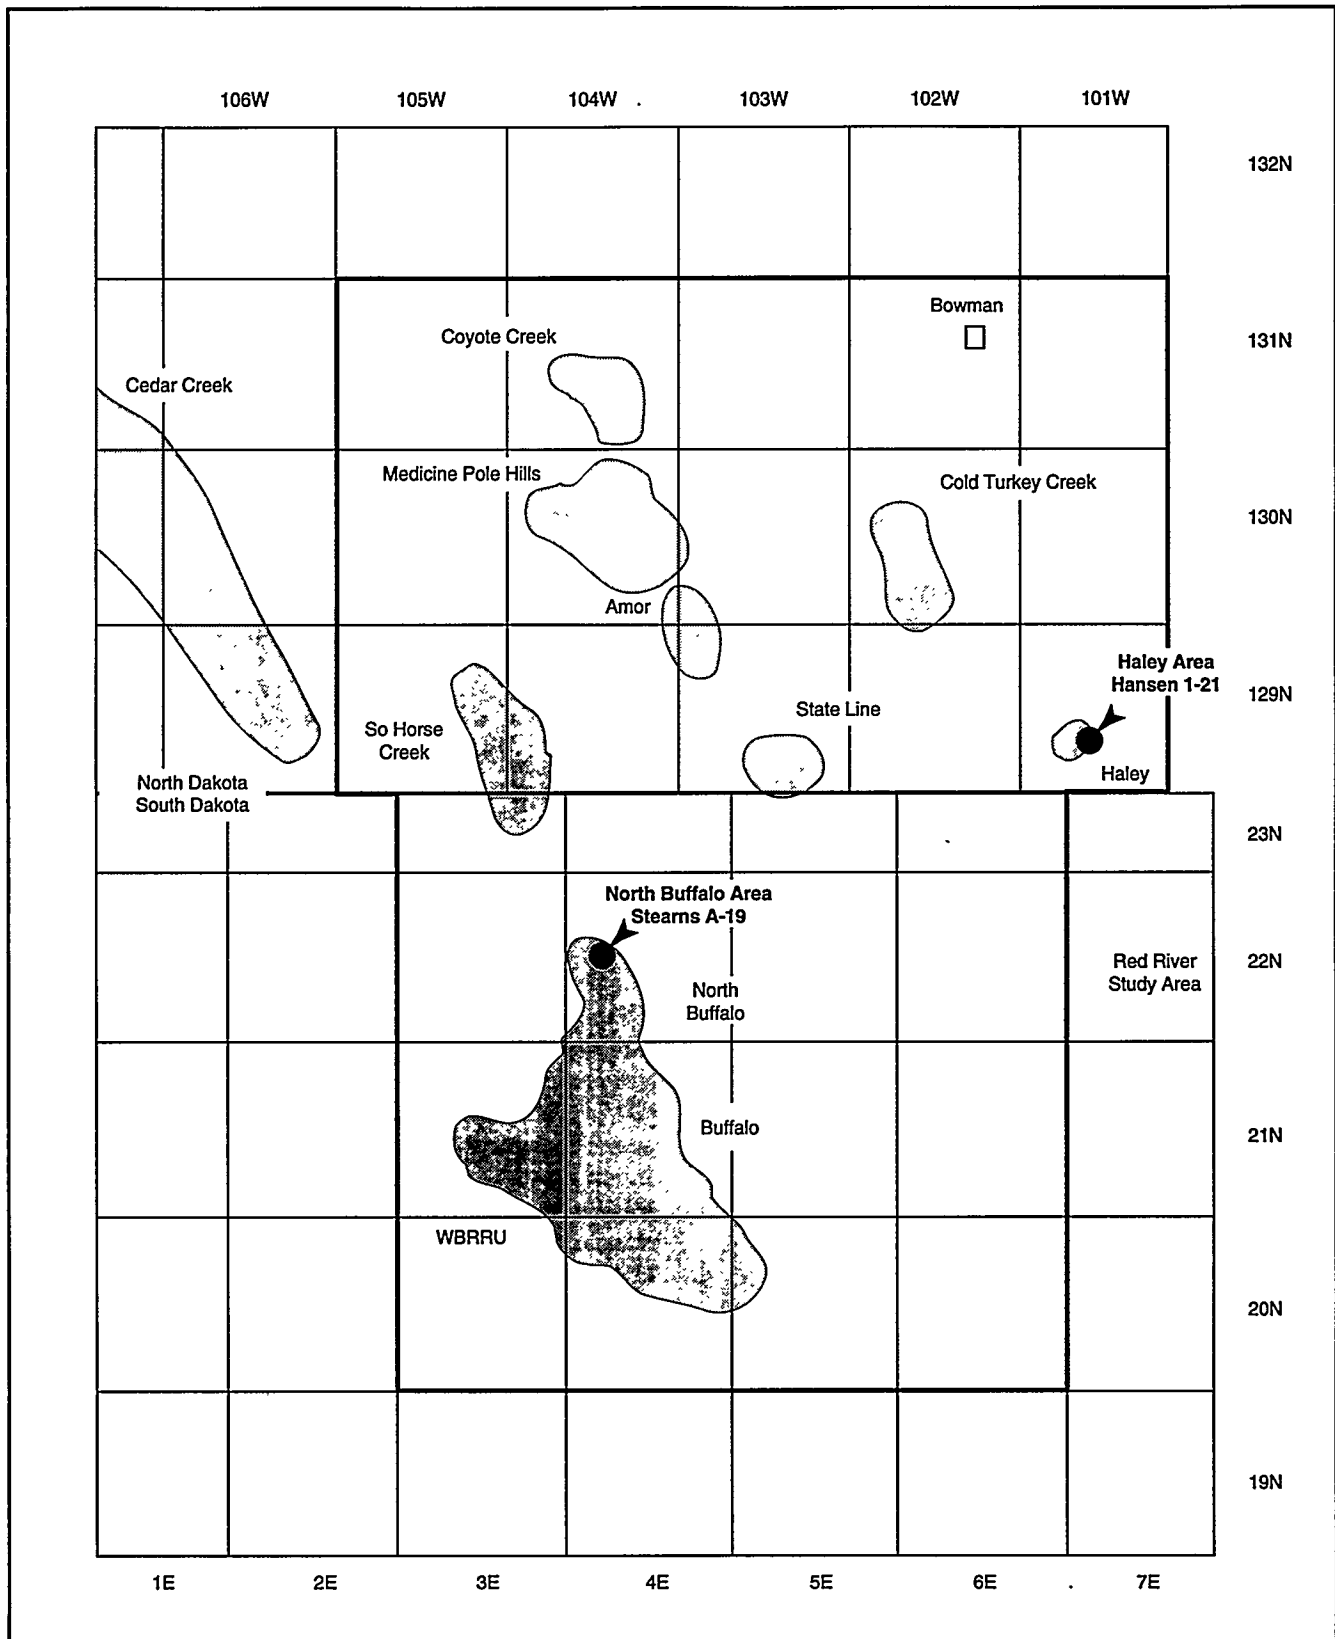 106W 105W 104W 103W 102W 101W
132N
Bowman
Coyote Creek
131N
Cedar Creek
Medicine Pole Hills
Cold Turkey Creek
130N
Amor
Haley Area
Hansen 1-21
129N
State Line
So Horse
Creek
Haley
North Dakota
South Dakota
23N
North Buffalo Area
Stearns A-19
22N
Red River
Study Area
North
Buffalo
Buffalo
21N
WBRRU
20N
19N
1E 2E 3E 4E 5E 6E 7E